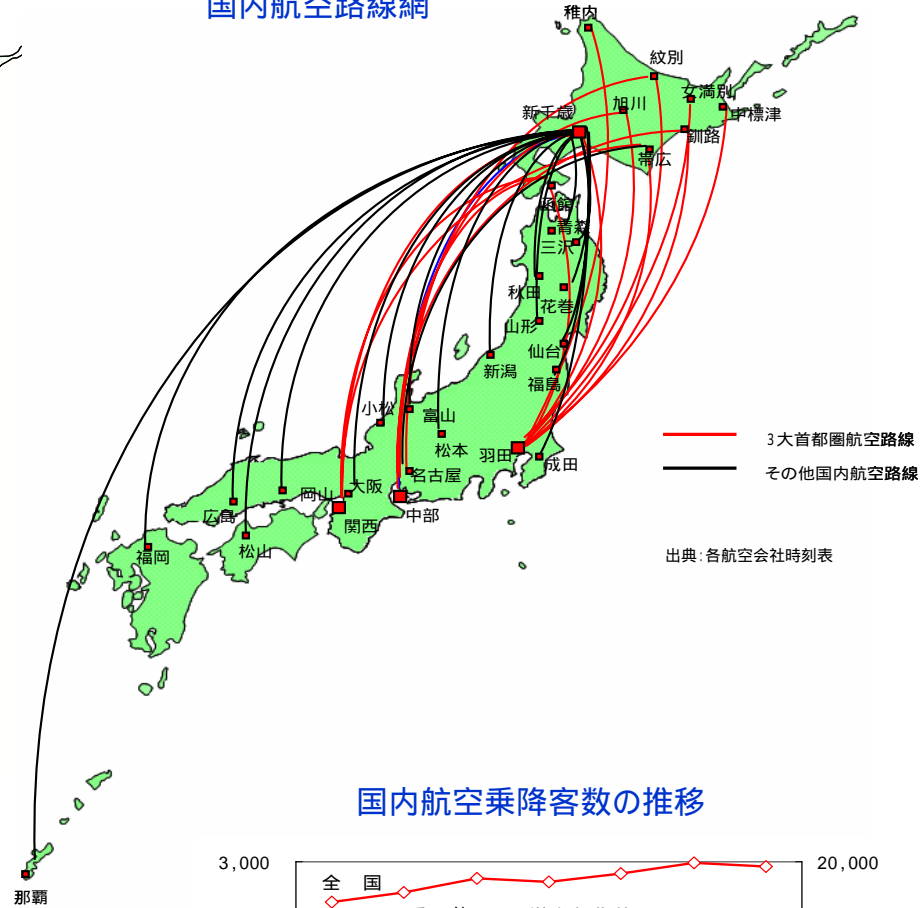 国内航空路線網
稚内
紋別
女満別
旭川
中標津
新千歳
釧路
帯広
函館
青森
三沢
秋田
花巻
山形
仙台
新潟
福島
小松
富山
松本
羽田
成田
名古屋
大阪
岡山
中部
広島
関西
松山
福岡
3大首都圏航空路線
その他国内航空路線
出典:各航空会社時刻表
那覇
国内航空乗降客数の推移
3,000
20,000
全 国